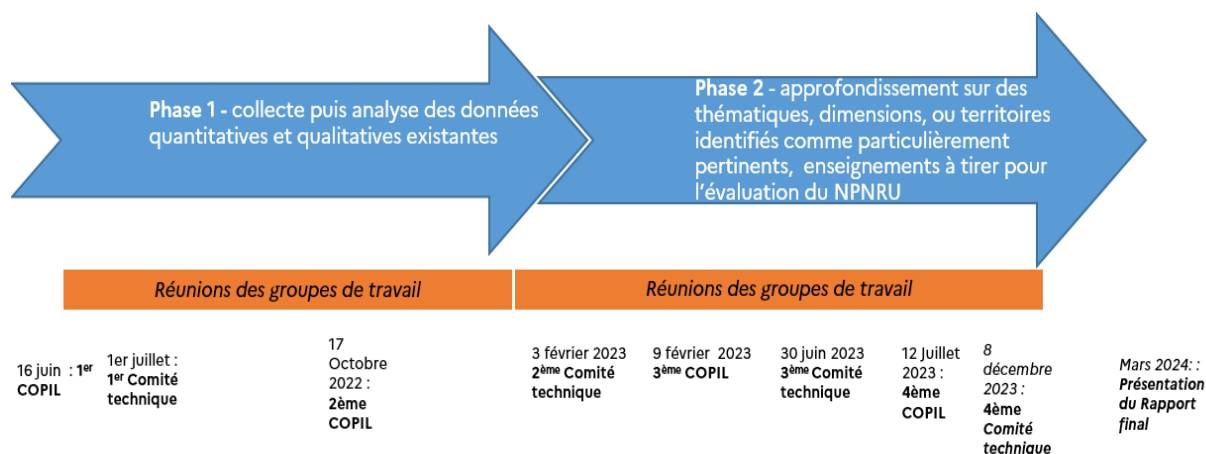 Phase 1 - collecte puis analyse des données
quantitatives et qualitatives existantes
Phase 2 - approfondissement sur des
thématiques, dimensions, ou territoires
identifiés comme particulièrement
pertinents, enseignements à tirer pour
l'évaluation du NPNRU
Réunions des groupes de travail
Réunions des groupes de travail
16 juin : 1er
COPIL
1er juillet :
1er Comité
technique
17
Octobre
2022 :
2ème
COPIL
3 février 2023
2ème Comité
technique
9 février 2023
3ème COPIL
30 juin 2023
3ème Comité
technique
12 Juillet
2023 :
4ème
COPIL
8
décembre
2023 :
4ème
Comité
technique
Mars 2024: :
Présentation
du Rapport
final